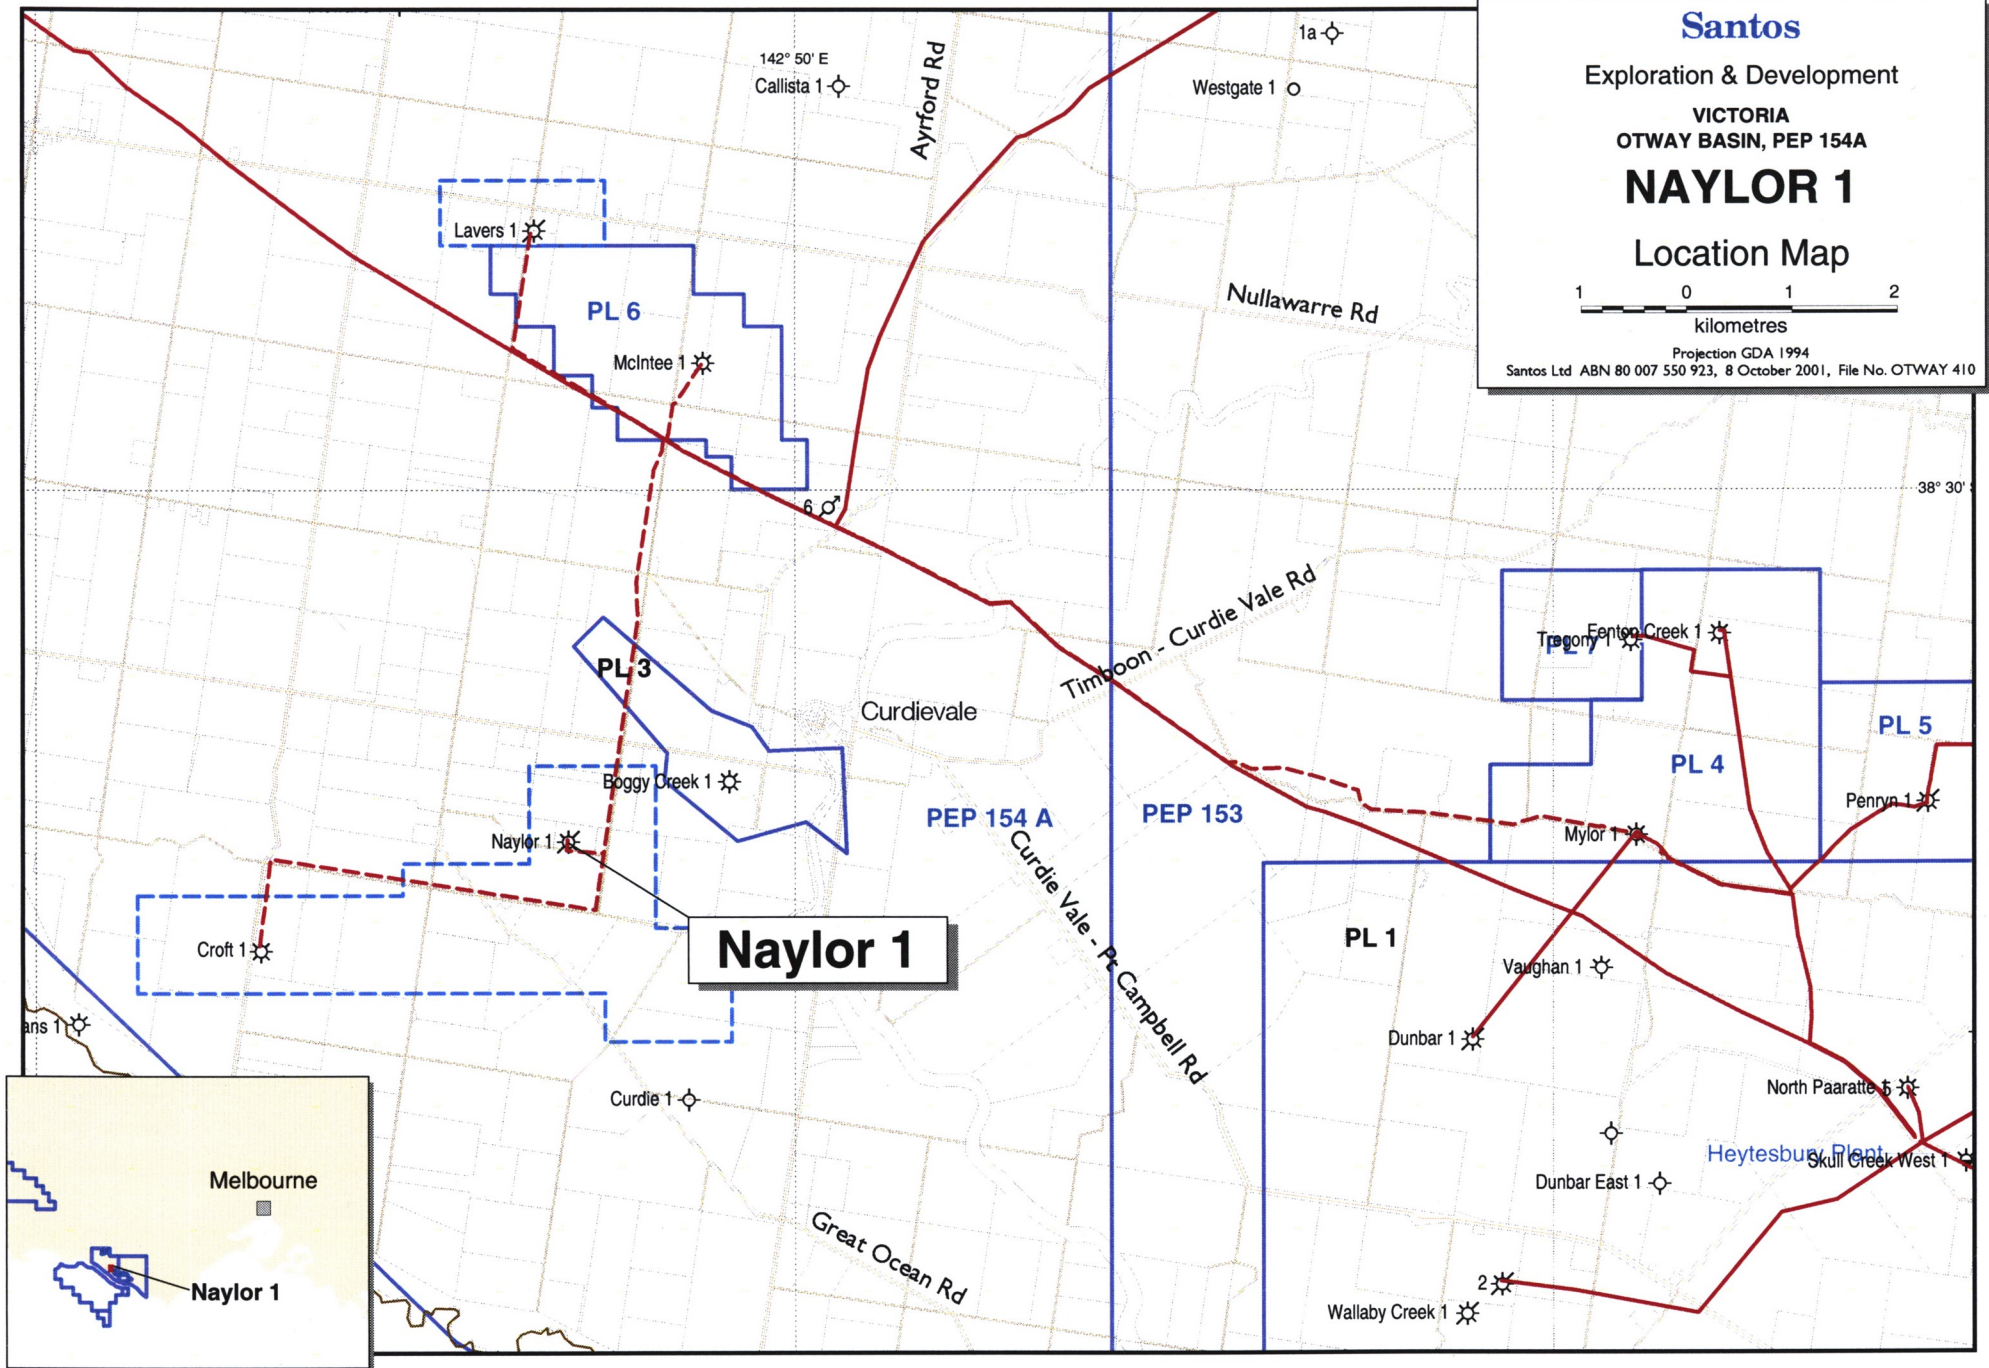 Santos
Exploration & Development
VICTORIA
OTWAY BASIN, PEP 154A
NAYLOR 1
Location Map
1 0 1 2
kilometres
Projection GDA 1994
Santos Ltd ABN 80 007 550 923, 8 October 2001, File No. OTWAY 410
1a
142° 50' E
Callista 1
Ayrford Rd
Westgate 1
Lavers 1
PL 6
Nullawarre Rd
McIntee 1
6
38° 30'
Timboon - Curdie Vale Rd
Tregony 1
Fenton Creek 1
PL 7
PL 3
Curdievale
PL 5
PL 4
Boggy Creek 1
PEP 154 A
PEP 153
Penryn 1
Naylor 1
Mylor 1
Curdie Vale - Pt Campbell Rd
Naylor 1
Croft 1
PL 1
Vaughan 1
ans 1
Dunbar 1
Curdie 1
North Paaratte 5
Heytesbury Plant
Skull Creek West 1
Dunbar East 1
Melbourne
Naylor 1
Great Ocean Rd
2
Wallaby Creek 1